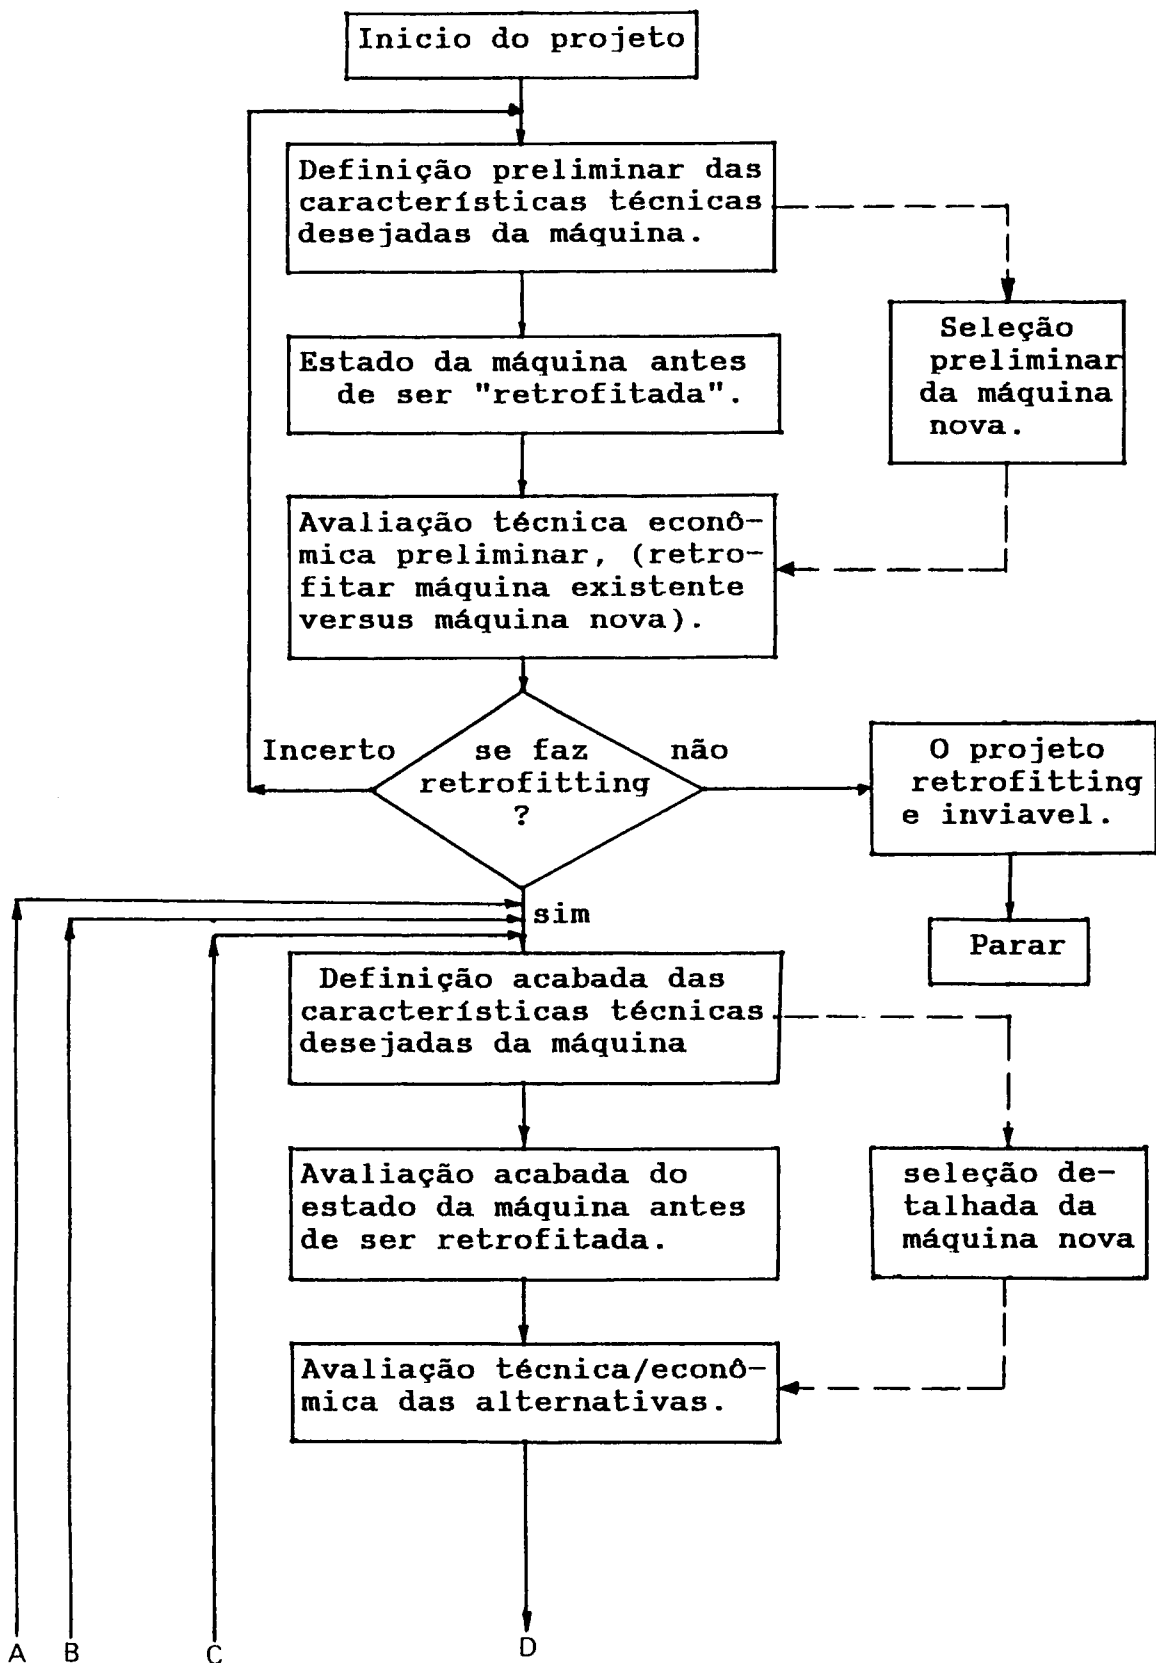 Inicio do projeto
Definição preliminar das
características técnicas
desejadas da máquina.
Seleção
preliminar
da máquina
nova.
Estado da máquina antes
de ser "retrofitada".
Avaliação técnica econô-
mica preliminar, (retro-
fitar máquina existente
versus máquina nova).
Incerto
se faz
retrofitting
?
não
O projeto
retrofitting
e inviavel.
sim
Parar
Definição acabada das
características técnicas
desejadas da máquina
Avaliação acabada do
estado da máquina antes
de ser retrofitada.
seleção de-
talhada da
máquina nova
Avaliação técnica/econô-
mica das alternativas.
A
B
C
D